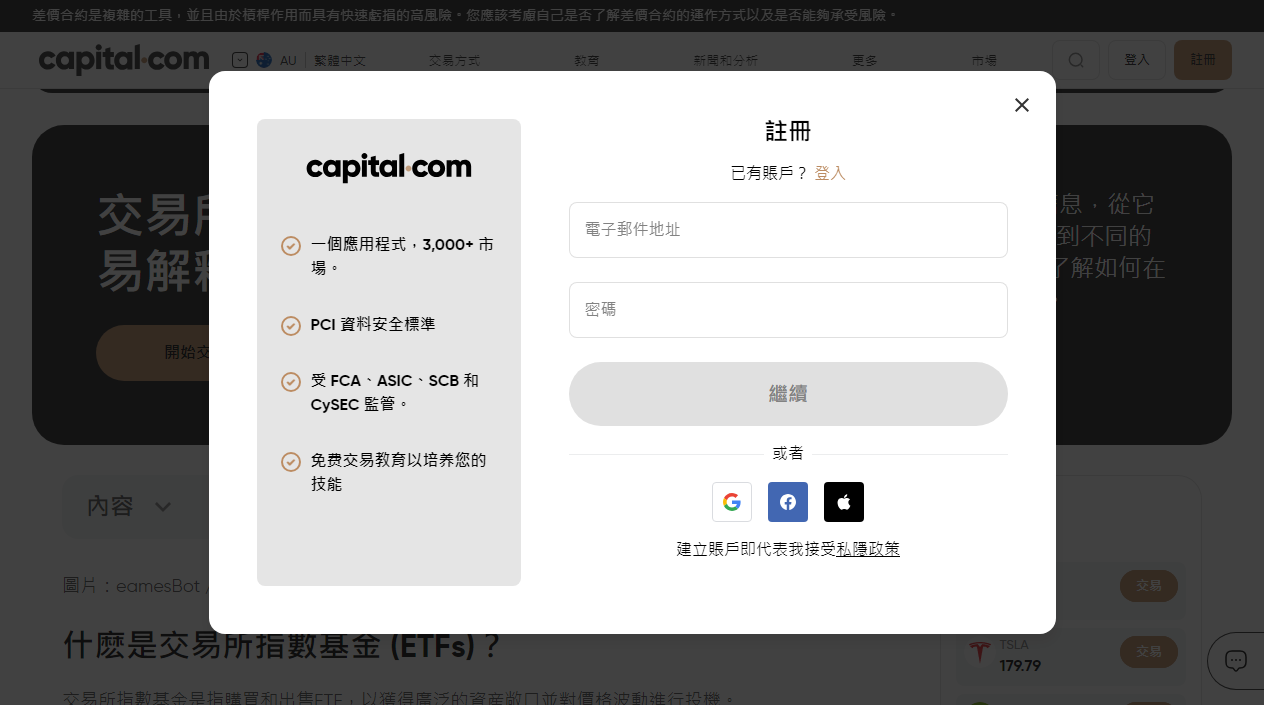 差價合約是複雜的工具，並且由於槓桿作用而具有快速虧損的高風險。您應該考慮自己是否了解差價合約的運作方式以及是否能夠承受風險。
capital.com AU 繁體中文 交易方式 教育 新聞和分析 更多 市場 登入 註冊
capital.com
一個應用程式，3,000+ 市
場。
PCI 資料安全標準
受 FCA、ASIC、SCB 和
CySEC 監管。
免费交易教育以培养您的
技能
註冊
已有賬戶？ 登入
電子郵件地址
密碼
繼續
或者
建立賬戶即代表我接受私隱政策
交易所
易解釋
開始交
息，從它
到不同的
了解如何在
內容
圖片：eamesBot /
什麽是交易所指數基金 (ETFs)？
交易所指數基金是指購買和出售ETF，以獲得廣泛的資產敞口並對價格波動進行投機。
交易
TSLA
179.79
交易